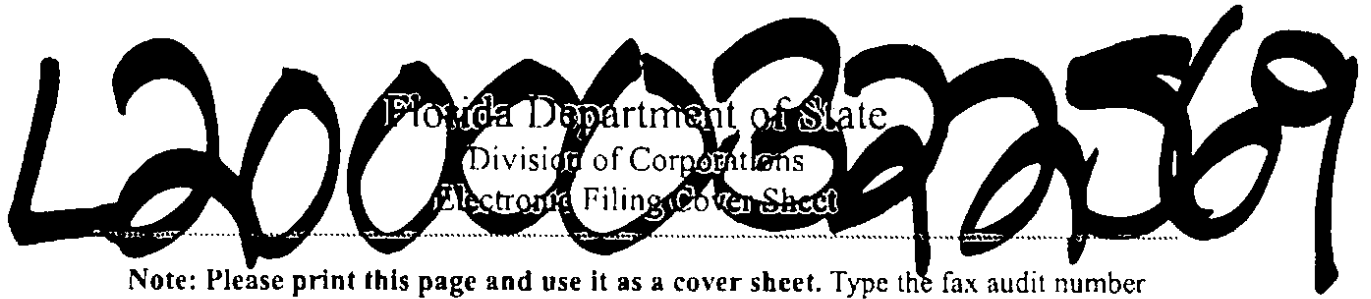 L20000322569
Florida Department of State
Division of Corporations
Electronic Filing Cover Sheet
Note: Please print this page and use it as a cover sheet. Type the fax audit number